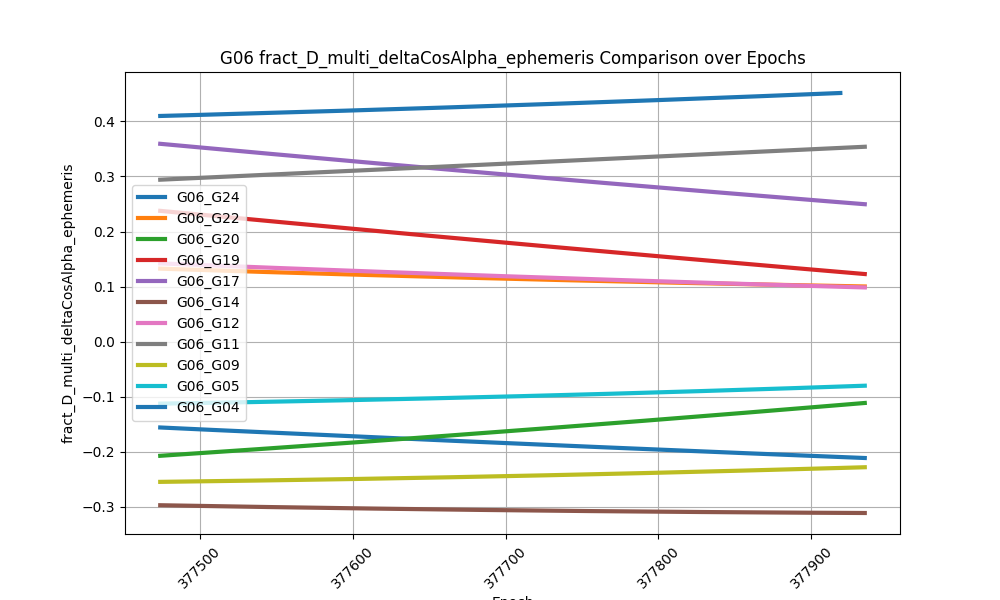 G06 fract_D_multi_deltaCosAlpha_ephemeris Comparison over Epochs
fract_D_multi_deltaCosAlpha_ephemeris
0.4
0.3
0.2
0.1
0.0
−0.1
−0.2
−0.3
G06_G24
G06_G22
G06_G20
G06_G19
G06_G17
G06_G14
G06_G12
G06_G11
G06_G09
G06_G05
G06_G04
377500
377600
377700
377800
377900
Epoch